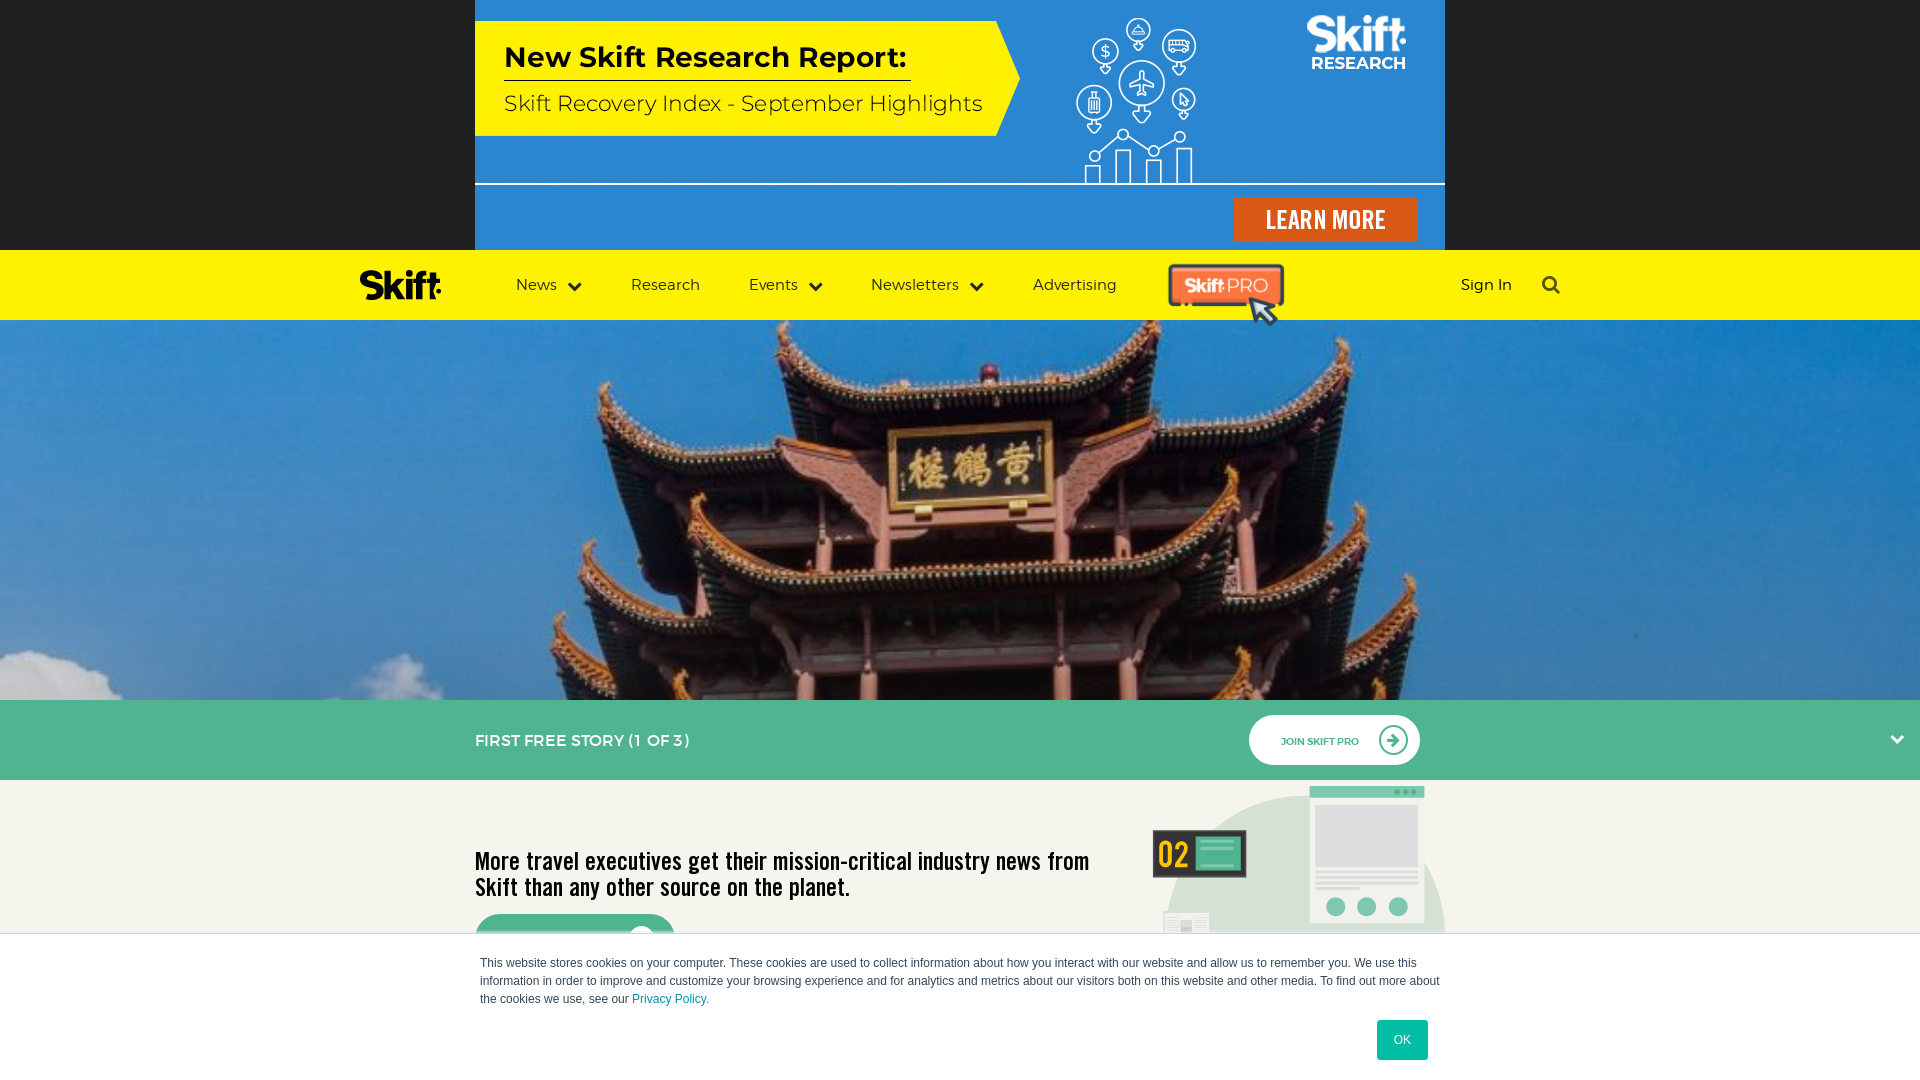 New Skift Research Report:
Skift Recovery Index - September Highlights
Skift
RESEARCH
LEARN MORE
Skift
News
Research
Events
Newsletters
Advertising
Skift PRO
Sign In
黃鶴樓
FIRST FREE STORY (1 OF 3)
JOIN SKIFT PRO
More travel executives get their mission-critical industry news from
Skift than any other source on the planet.
02
This website stores cookies on your computer. These cookies are used to collect information about how you interact with our website and allow us to remember you. We use this
information in order to improve and customize your browsing experience and for analytics and metrics about our visitors both on this website and other media. To find out more about
the cookies we use, see our Privacy Policy.
OK